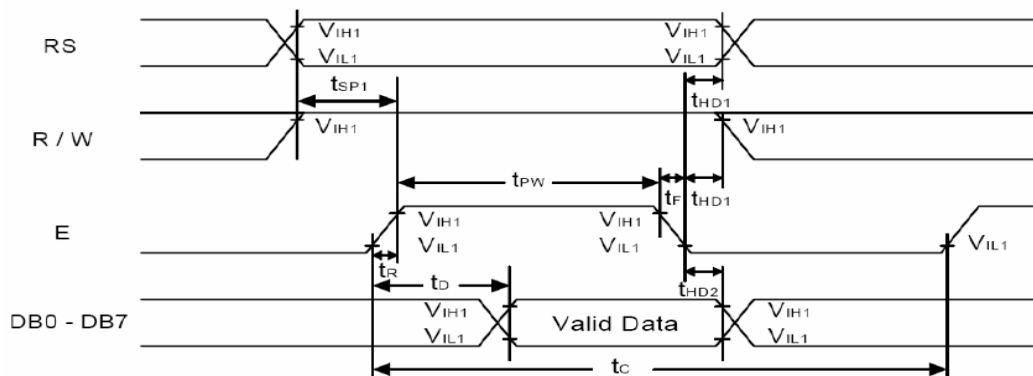 RS
VIH1
VIL1
VIH1
VIL1
tSP1
tHD1
R / W
VIH1
VIH1
tPW
tF
tHD1
E
VIH1
VIL1
VIH1
VIL1
VIL1
tR
tD
tHD2
DB0 - DB7
VIH1
VIL1
Valid Data
VIH1
VIL1
tC